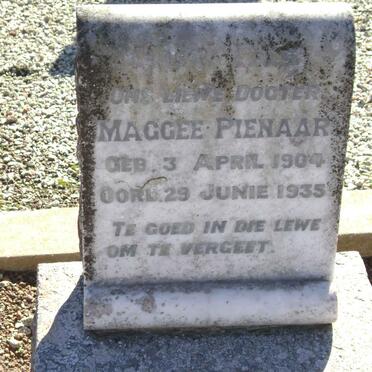 ONS LIEWE DOGTER
MAGGEE PIENAAR
GEB. 3 APRIL 1904
OORL. 29 JUNIE 1935
TE GOED IN DIE LEWE
OM TE VERGEET.